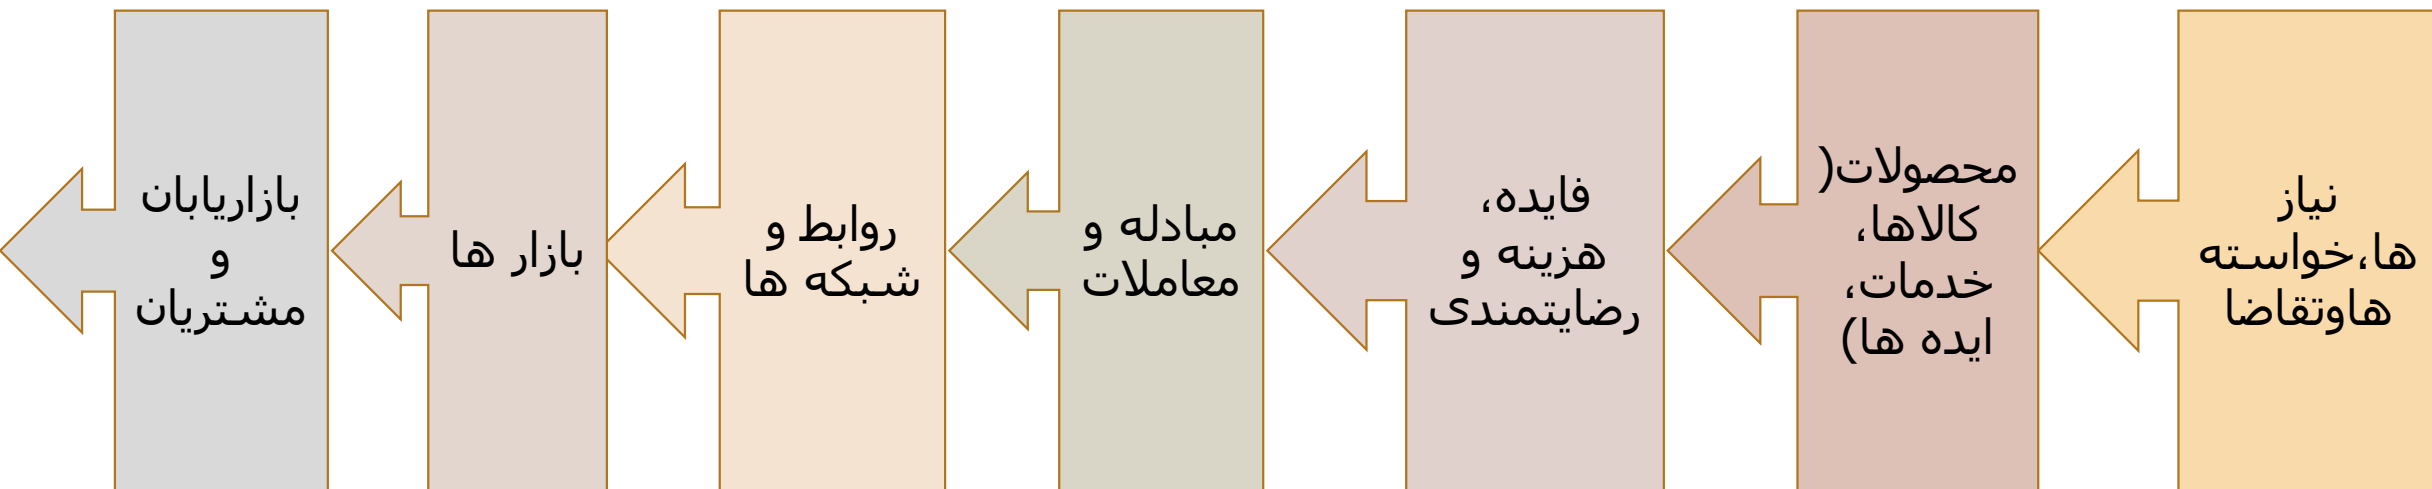 نیاز
ها،خواسته
هاوتقاضا
محصولات(
کالاها،
خدمات،
ایده ها)
فایده،
هزینه و
رضایتمندی
مبادله و
معاملات
روابط و
شبکه ها
بازار ها
بازاریابان
و
مشتریان